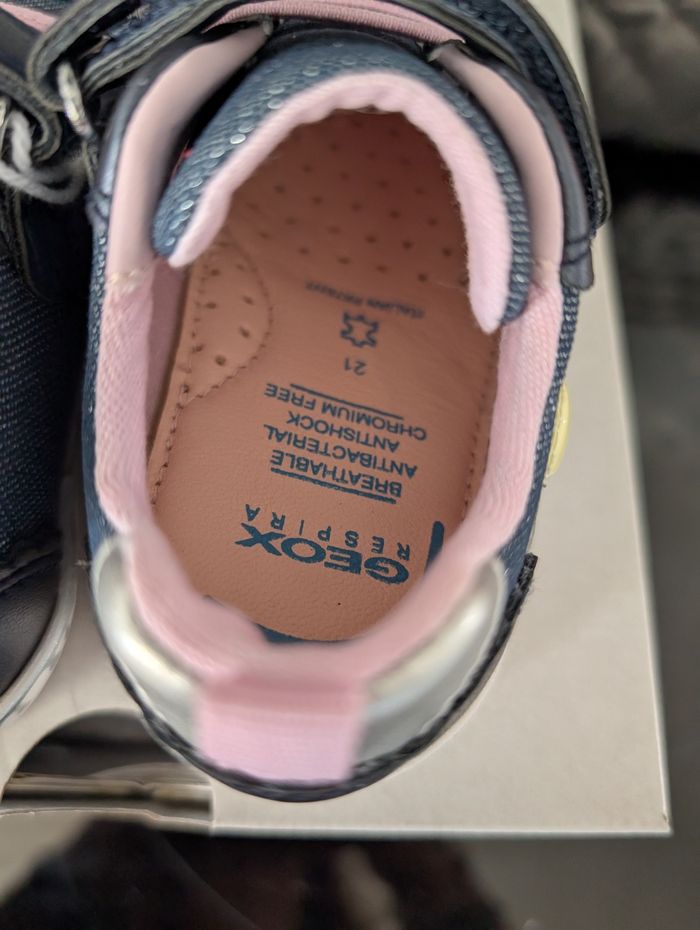 GEOX
RESPIRA
BREATHABLE
ANTIBACTERIAL
ANTISHOCK
CHROMIUM FREE
21
ITALIAN PATENT